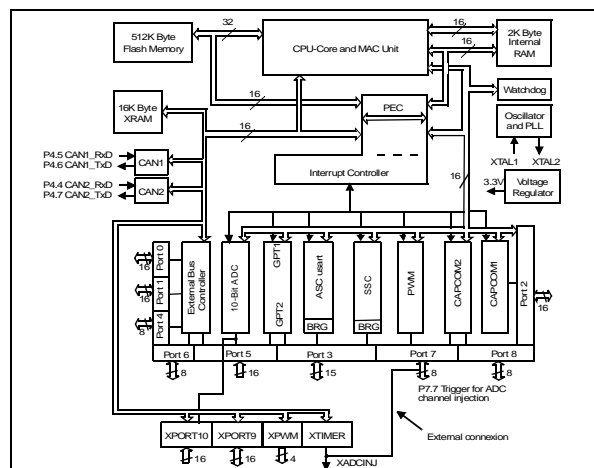 32
512K Byte
Flash Memory
CPU-Core and MAC Unit
16
2K Byte
Internal
RAM
16
Watchdog
16
PEC
16K Byte
XRAM
16
Oscillator
and PLL
XTAL1
XTAL2
P4.5 CAN1_RxD
P4.6 CAN1_TxD
CAN1
P4.4 CAN2_RxD
P4.7 CAN2_TxD
CAN2
Interrupt Controller
16
3.3V
Voltage
Regulator
Port 0
16
Port 1
16
Port 4
8
External Bus
Controller
10-Bit ADC
GPT1
GPT2
ASC usart
BRG
SSC
BRG
PWM
CAPCOM2
CAPCOM1
Port 2
16
Port 6
Port 5
Port 3
Port 7
Port 8
8
16
15
8
8
P7.7 Trigger for ADC
channel injection
External connexion
XPORT10
XPORT9
XPWM
XTIMER
16
16
4
XADCINJ